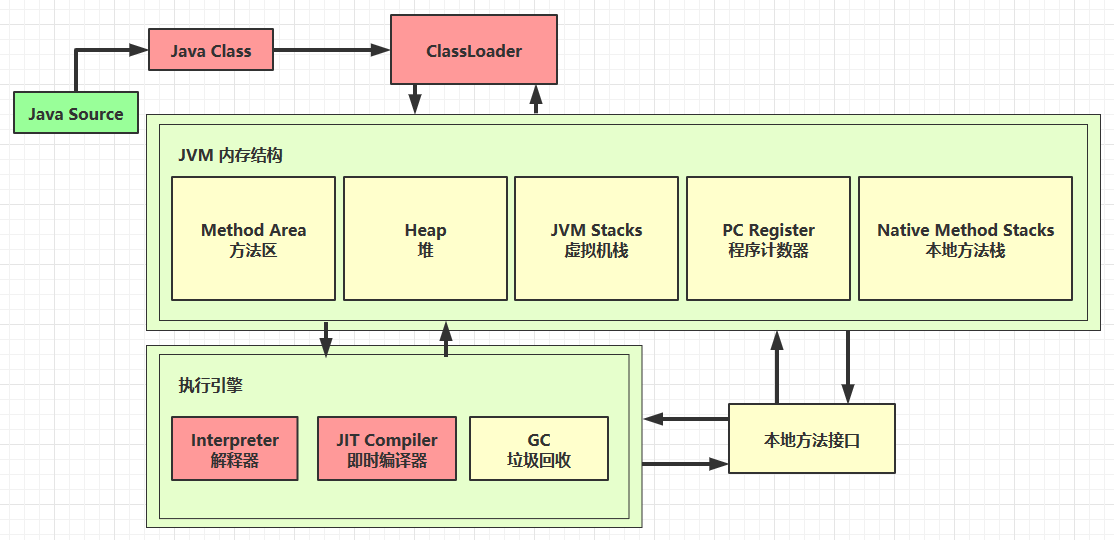 Java Class
ClassLoader
Java Source
JVM 内存结构
Method Area
方法区
Heap
堆
JVM Stacks
虚拟机栈
PC Register
程序计数器
Native Method Stacks
本地方法栈
执行引擎
Interpreter
解释器
JIT Compiler
即时编译器
GC
垃圾回收
本地方法接口